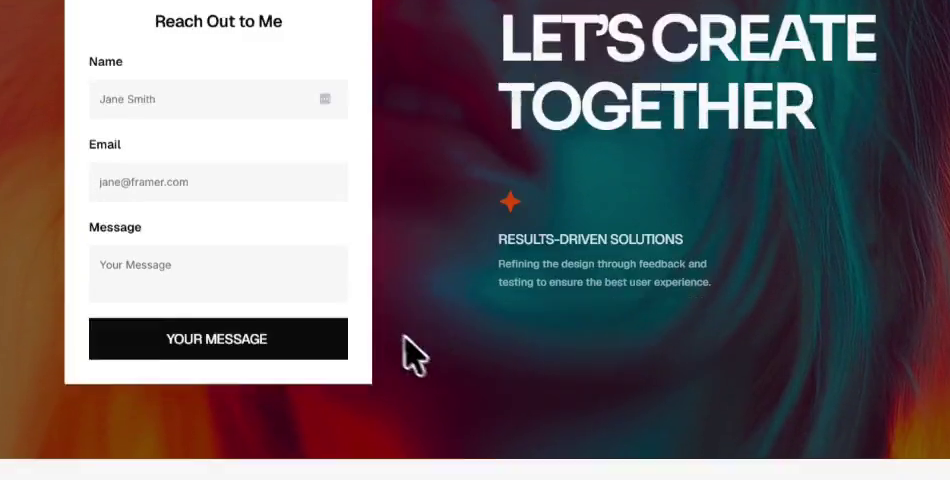 Reach Out to Me
Name
Jane Smith
Email
jane@framer.com
Message
Your Message
YOUR MESSAGE
LET'S CREATE
TOGETHER
RESULTS-DRIVEN SOLUTIONS
Refining the design through feedback and
testing to ensure the best user experience.